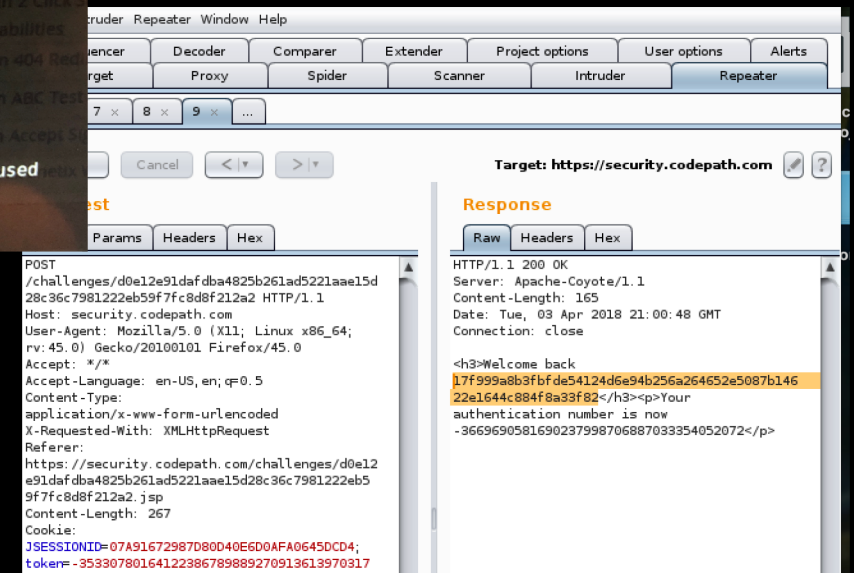 abilities
ruder Repeater Window Help
uencer Decoder Comparer Extender Project options User options Alerts
rget Proxy Spider Scanner Intruder Repeater
7 × 8 × 9 × ...
used
Cancel < > Target: https://security.codepath.com ?
est
Response
Params Headers Hex
Raw Headers Hex
POST
/challenges/d0e12e91dafdba4825b261ad5221aae15d
28c36c7981222eb59f7fc8d8f212a2 HTTP/1.1
Host: security.codepath.com
User-Agent: Mozilla/5.0 (X11; Linux x86_64;
rv:45.0) Gecko/20100101 Firefox/45.0
Accept: */*
Accept-Language: en-US,en;q=0.5
Content-Type:
application/x-www-form-urlencoded
X-Requested-With: XMLHttpRequest
Referer:
https://security.codepath.com/challenges/d0e12
e91dafdba4825b261ad5221aae15d28c36c7981222eb5
9f7fc8d8f212a2.jsp
Content-Length: 267
Cookie:
JSESSIONID=07A91672987D80D40E6D0AFA0645DCD4;
token=-353307801641223867898892709136139 70317
HTTP/1.1 200 OK
Server: Apache-Coyote/1.1
Content-Length: 165
Date: Tue, 03 Apr 2018 21:00:48 GMT
Connection: close
<h3>Welcome back
17f999a8b3fbfde54124d6e94b256a264652e5087b146
22e1644c884f8a33f82</h3><p>Your
authentication number is now
-366969058169023799870688703335405 2072</p>